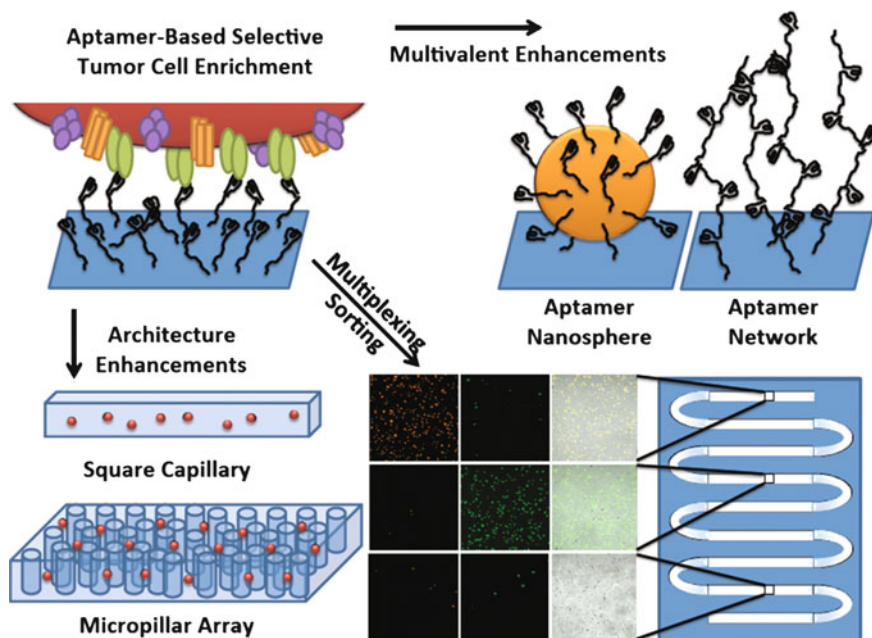 Aptamer-Based Selective
Tumor Cell Enrichment
Multivalent Enhancements
Aptamer
Nanosphere
Aptamer
Network
Multiplexing
Sorting
Architecture
Enhancements
Square Capillary
Micropillar Array